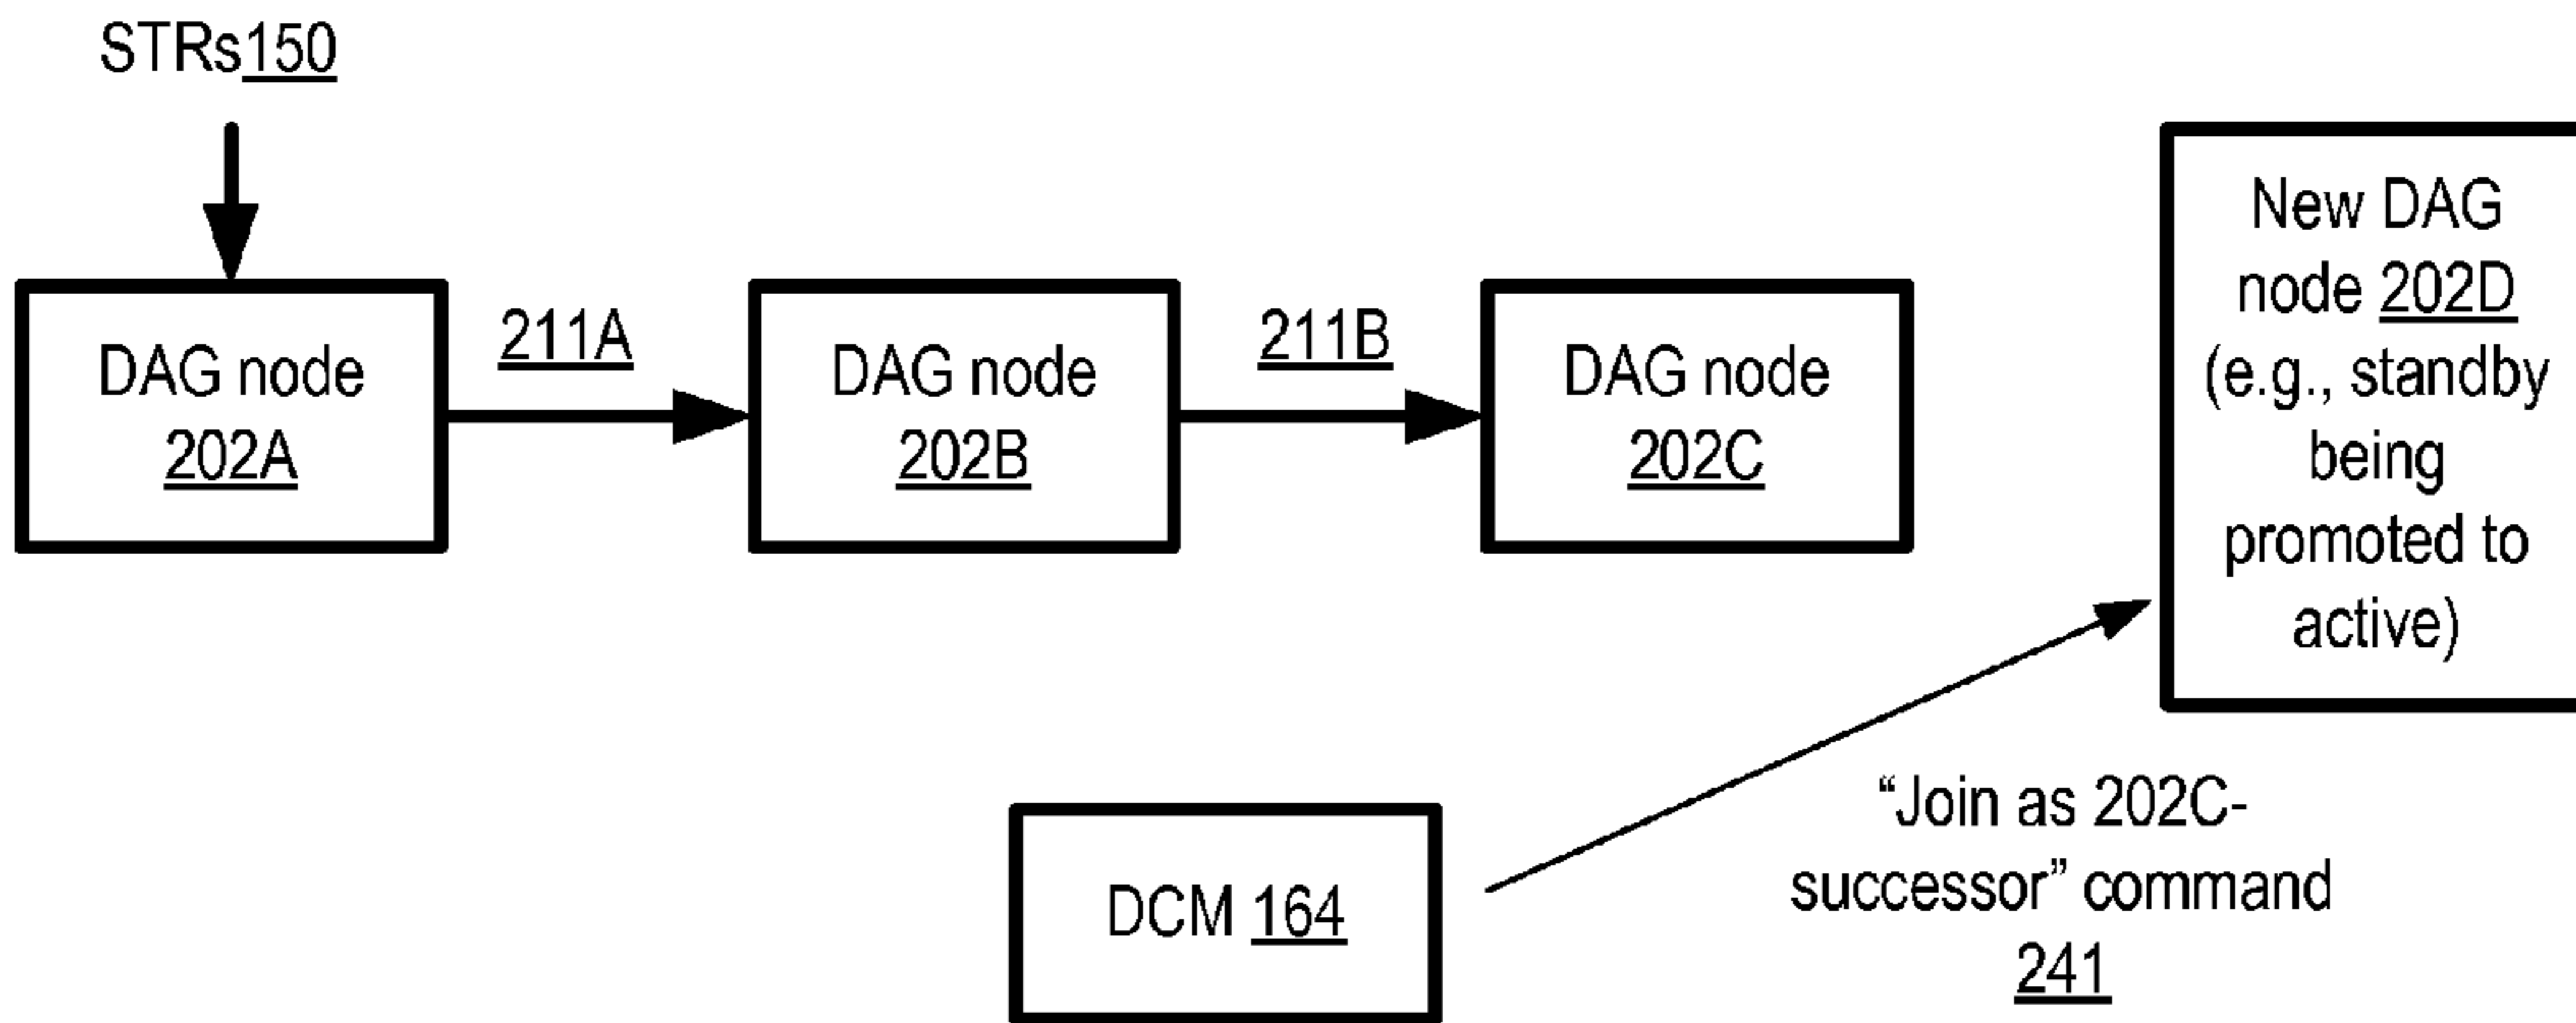 STRs150
DAG node
202A
211A
DAG node
202B
211B
DAG node
202C
New DAG
node 202D
(e.g., standby
being
promoted to
active)
DCM 164
“Join as 202C-
successor” command
241